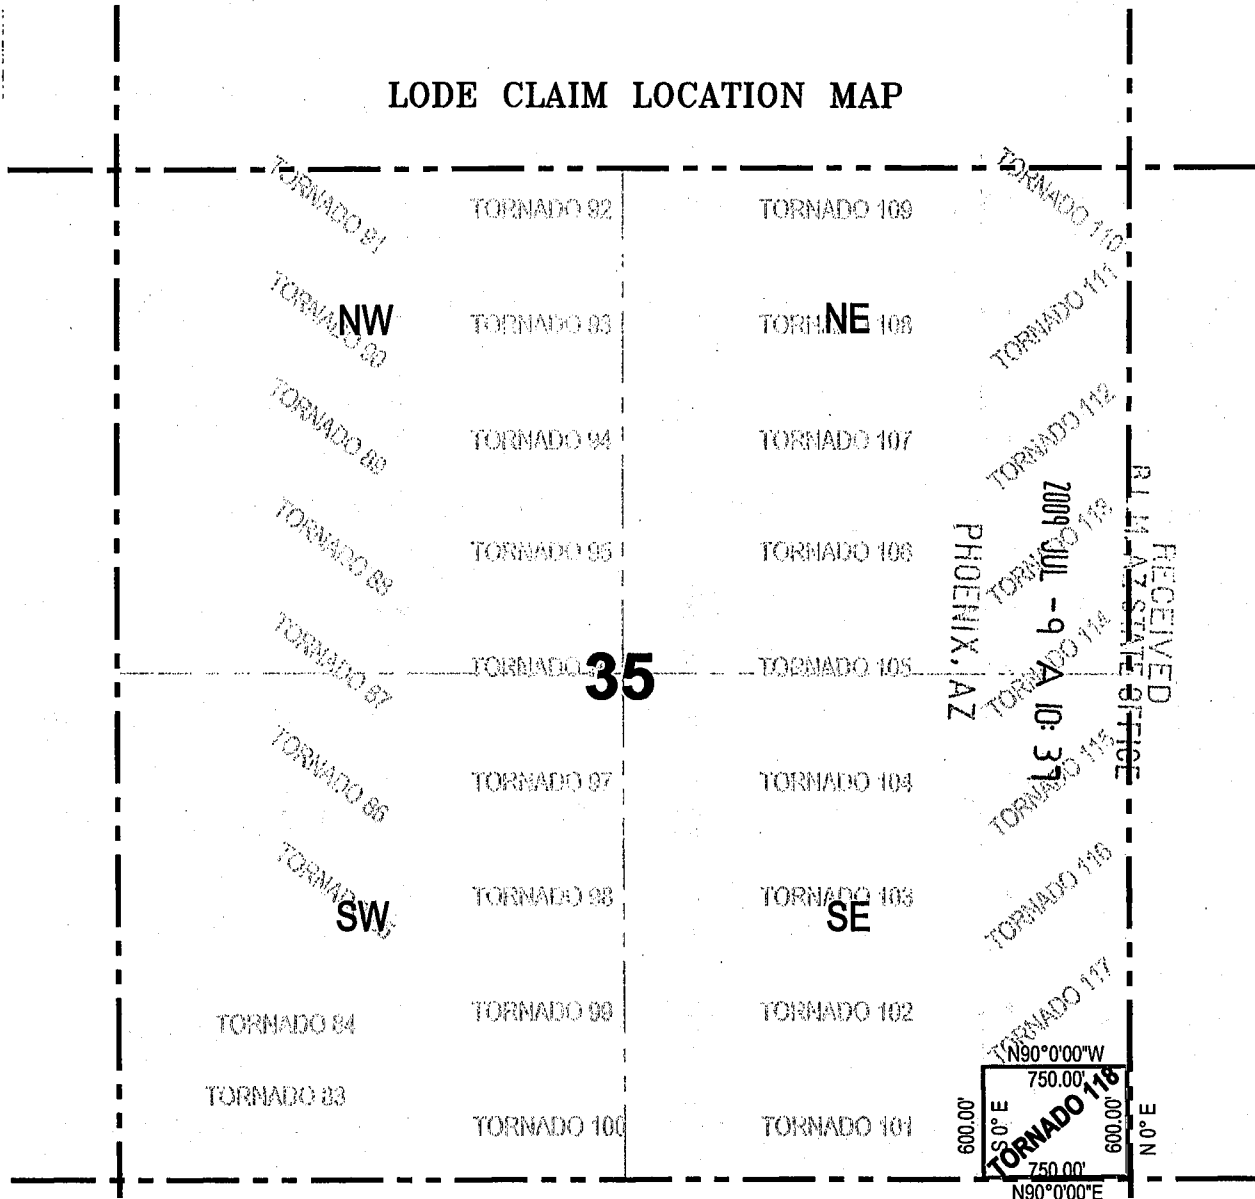 LODE CLAIM LOCATION MAP
TORNADO 91
TORNADO 92
TORNADO 109
TORNADO 110
TORNADO 90
NW
TORNADO 93
NE
108
TORNADO 111
TORNADO 89
TORNADO 94
TORNADO 107
TORNADO 112
TORNADO 88
TORNADO 95
TORNADO 106
TORNADO 113
TORNADO 87
TORNADO
35
TORNADO 105
TORNADO 114
PHOENIX, AZ
2009 JUL -9 A 10: 37
AZ STATE OFFICE
RECEIVED
TORNADO 86
TORNADO 97
TORNADO 104
TORNADO 115
SW
TORNADO 98
TORNADO 103
SE
TORNADO 116
TORNADO 84
TORNADO 99
TORNADO 102
TORNADO 117
TORNADO 83
TORNADO 100
TORNADO 101
N90°0'00"W
750.00'
600.00'
S 0° E
TORNADO 118
600.00'
N 0° E
750.00'
N90°0'00"E